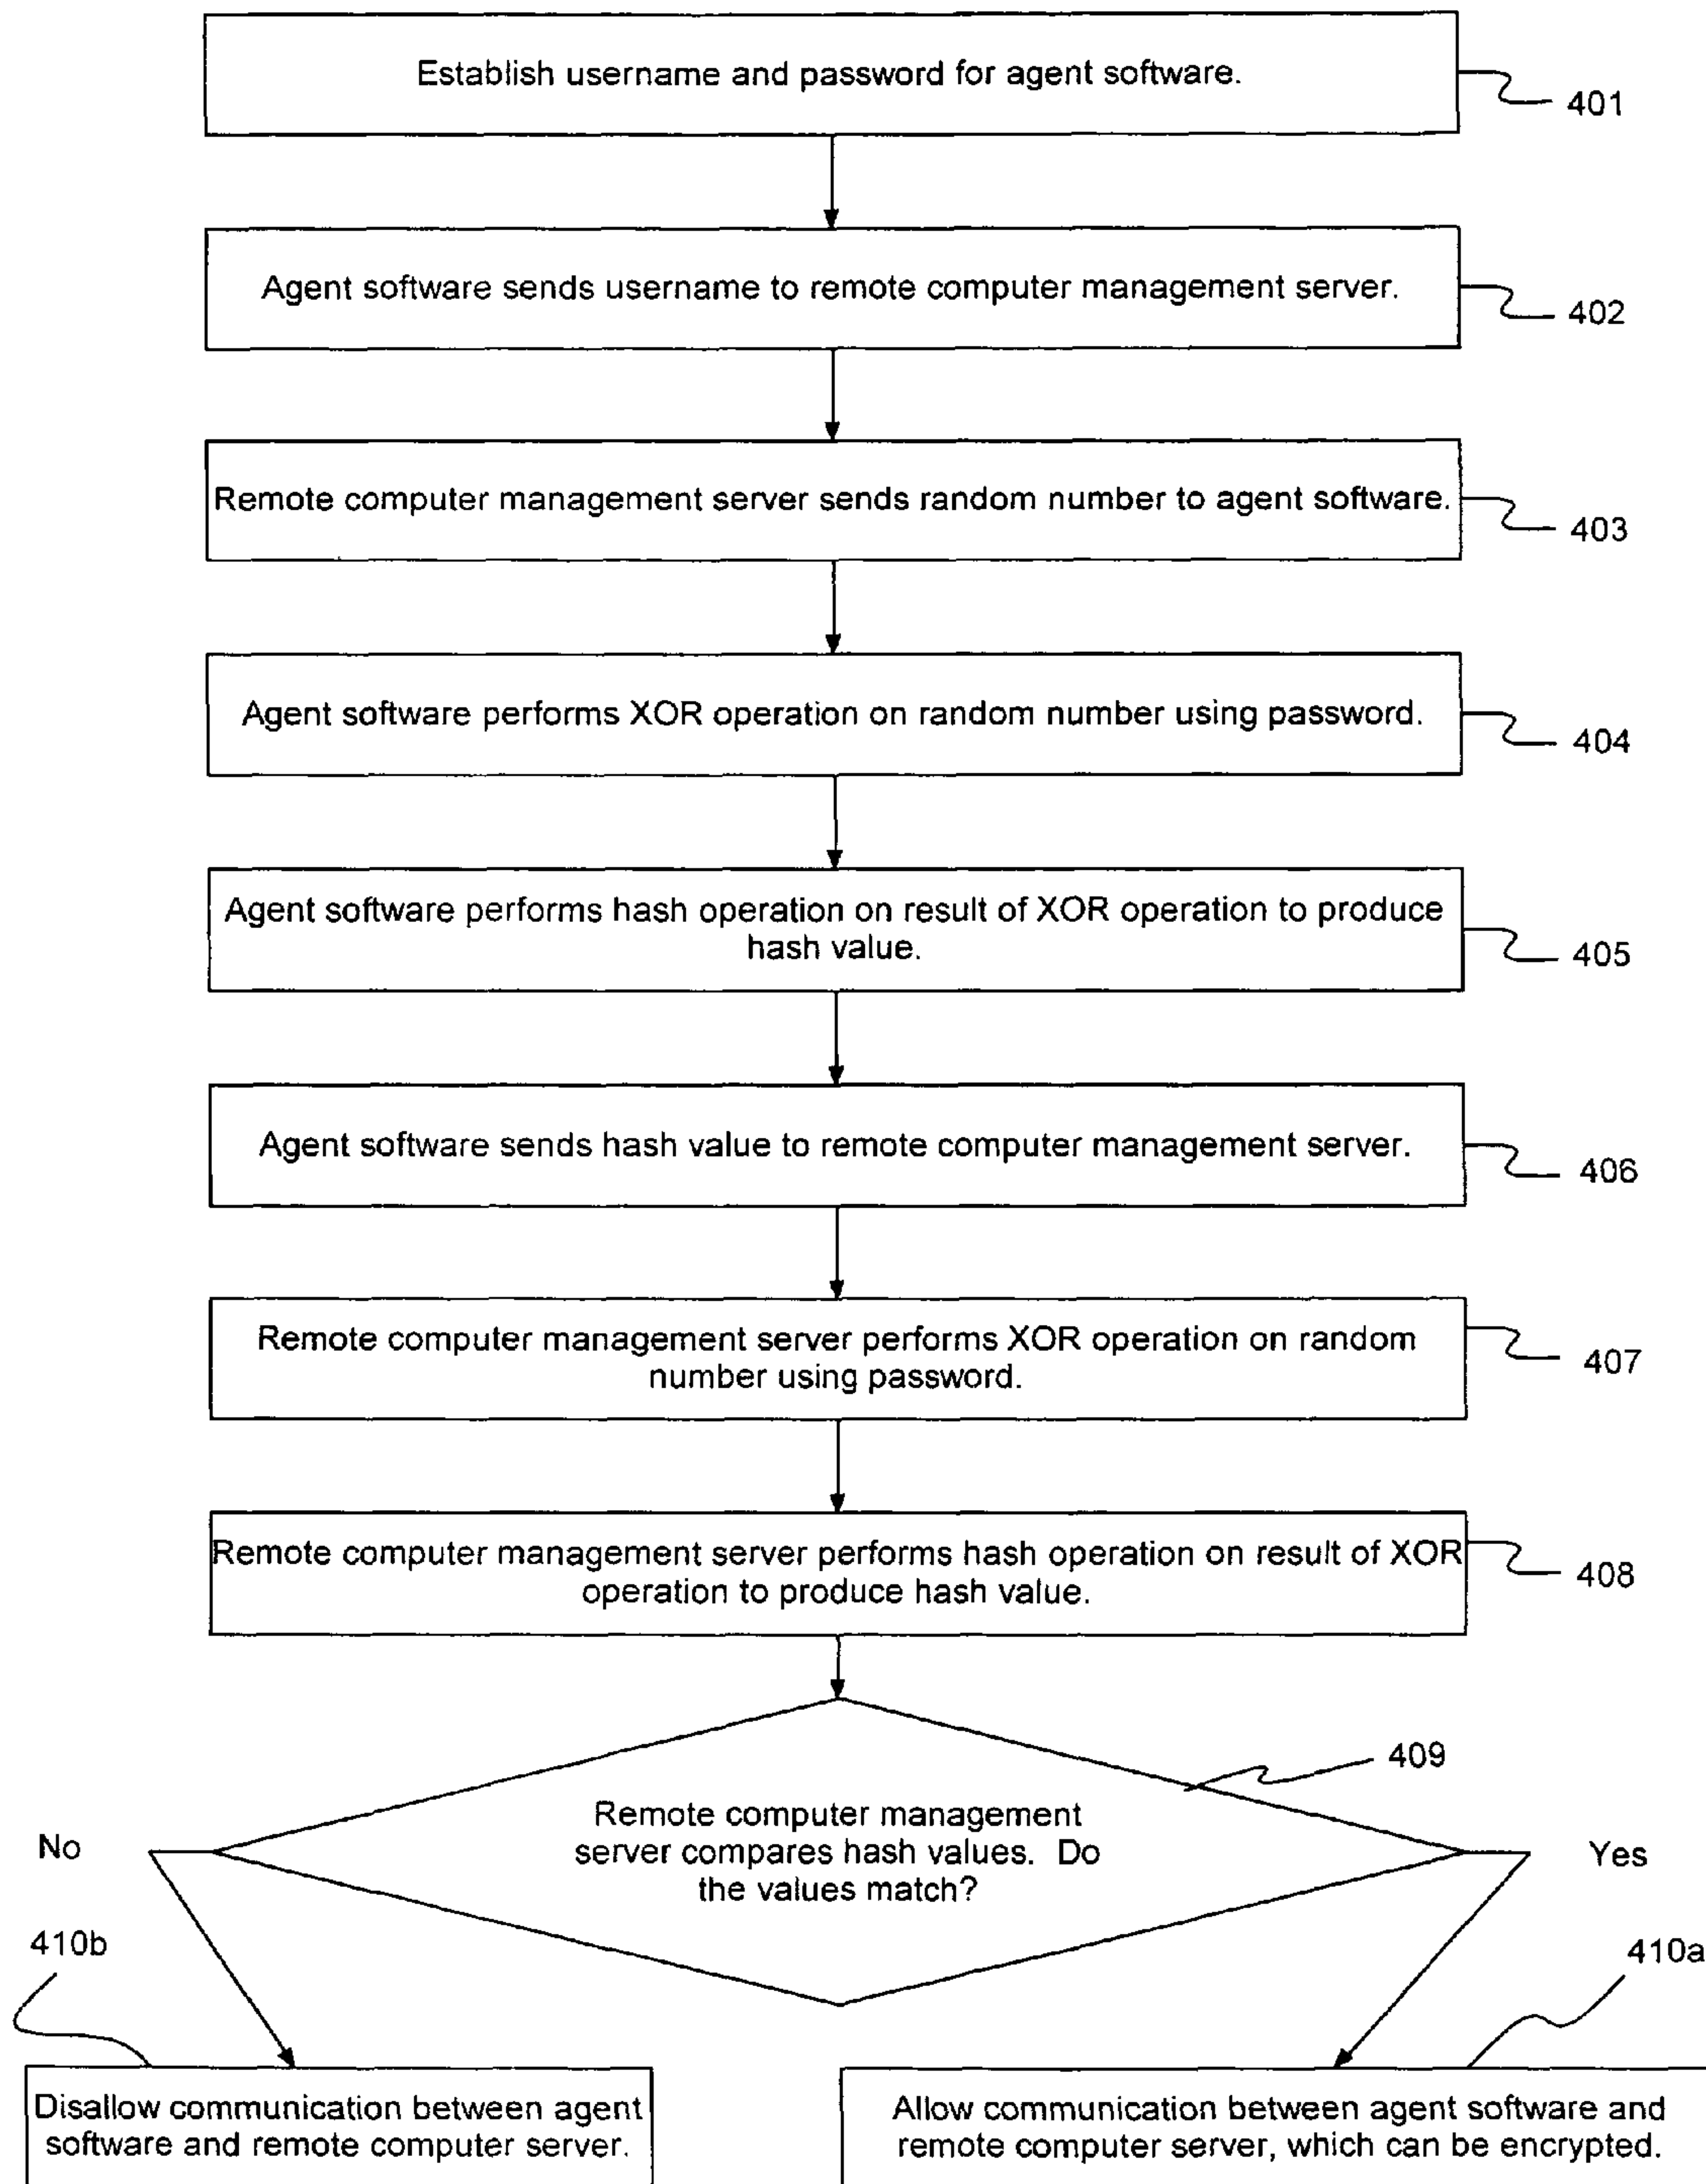 Establish username and password for agent software.
401
Agent software sends username to remote computer management server.
402
Remote computer management server sends random number to agent software.
403
Agent software performs XOR operation on random number using password.
404
Agent software performs hash operation on result of XOR operation to produce
hash value.
405
Agent software sends hash value to remote computer management server.
406
Remote computer management server performs XOR operation on random
number using password.
407
Remote computer management server performs hash operation on result of XOR
operation to produce hash value.
408
409
Remote computer management
server compares hash values. Do
the values match?
No
Yes
410b
410a
Disallow communication between agent
software and remote computer server.
Allow communication between agent software and
remote computer server, which can be encrypted.